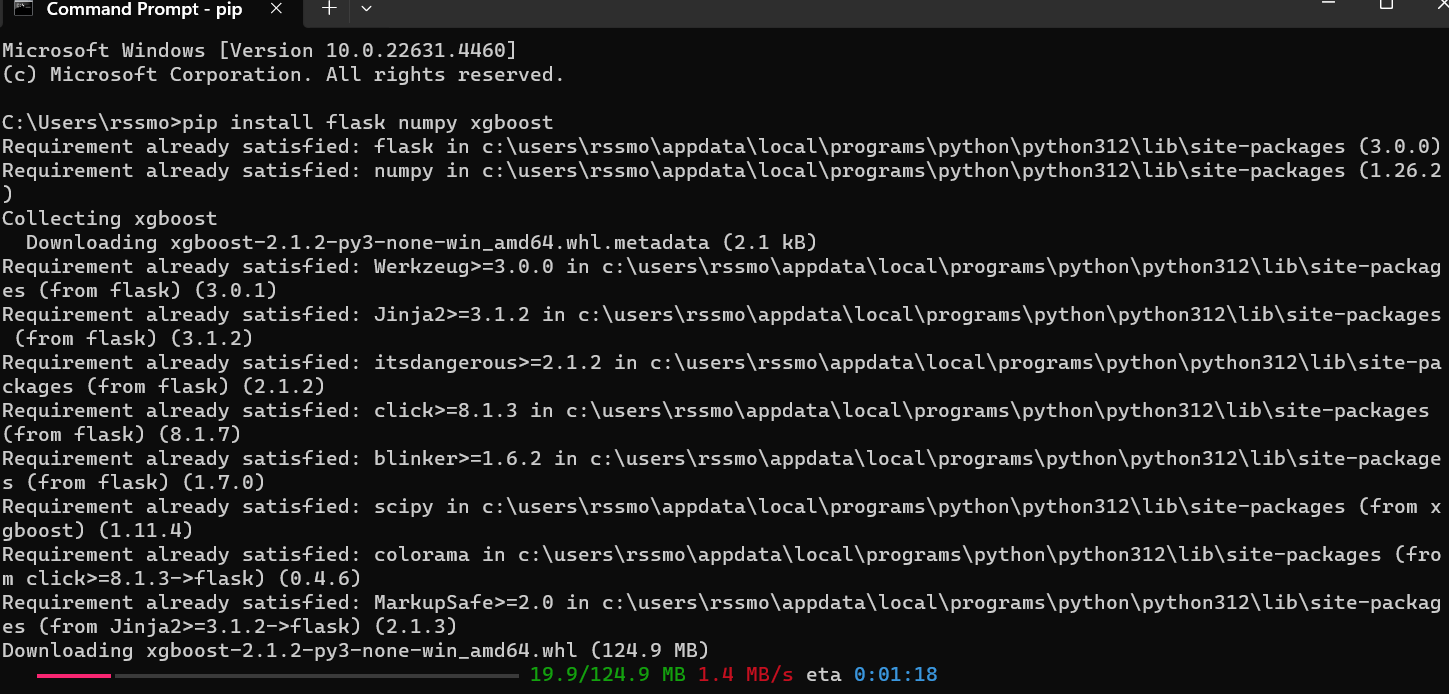 Command Prompt - pip
Microsoft Windows [Version 10.0.22631.4460]
(c) Microsoft Corporation. All rights reserved.
C:\Users\rssmo>pip install flask numpy xgboost
Requirement already satisfied: flask in c:\users\rssmo\appdata\local\programs\python\python312\lib\site-packages (3.0.0)
Requirement already satisfied: numpy in c:\users\rssmo\appdata\local\programs\python\python312\lib\site-packages (1.26.2
)
Collecting xgboost
  Downloading xgboost-2.1.2-py3-none-win_amd64.whl.metadata (2.1 kB)
Requirement already satisfied: Werkzeug>=3.0.0 in c:\users\rssmo\appdata\local\programs\python\python312\lib\site-packag
es (from flask) (3.0.1)
Requirement already satisfied: Jinja2>=3.1.2 in c:\users\rssmo\appdata\local\programs\python\python312\lib\site-packages
 (from flask) (3.1.2)
Requirement already satisfied: itsdangerous>=2.1.2 in c:\users\rssmo\appdata\local\programs\python\python312\lib\site-pa
ckages (from flask) (2.1.2)
Requirement already satisfied: click>=8.1.3 in c:\users\rssmo\appdata\local\programs\python\python312\lib\site-packages
(from flask) (8.1.7)
Requirement already satisfied: blinker>=1.6.2 in c:\users\rssmo\appdata\local\programs\python\python312\lib\site-package
s (from flask) (1.7.0)
Requirement already satisfied: scipy in c:\users\rssmo\appdata\local\programs\python\python312\lib\site-packages (from x
gboost) (1.11.4)
Requirement already satisfied: colorama in c:\users\rssmo\appdata\local\programs\python\python312\lib\site-packages (fro
m click>=8.1.3->flask) (0.4.6)
Requirement already satisfied: MarkupSafe>=2.0 in c:\users\rssmo\appdata\local\programs\python\python312\lib\site-packag
es (from Jinja2>=3.1.2->flask) (2.1.3)
Downloading xgboost-2.1.2-py3-none-win_amd64.whl (124.9 MB)
19.9/124.9 MB 1.4 MB/s eta 0:01:18